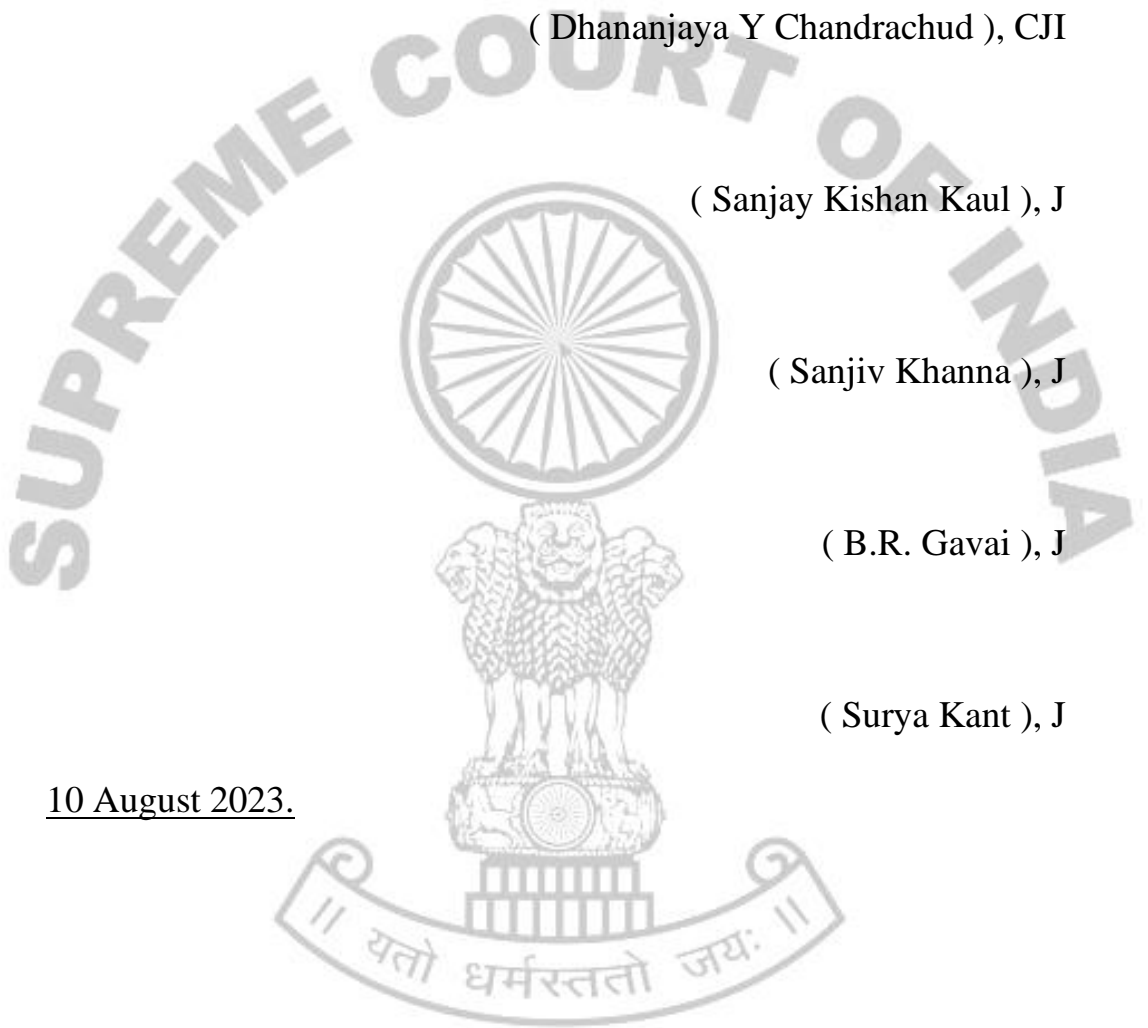 SUPREME COURT OF INDIA
( Dhananjaya Y Chandrachud ), CJI
( Sanjay Kishan Kaul ), J
( Sanjiv Khanna ), J
( B.R. Gavai ), J
( Surya Kant ), J
10 August 2023.
॥ यतो धर्मस्ततो जयः ॥